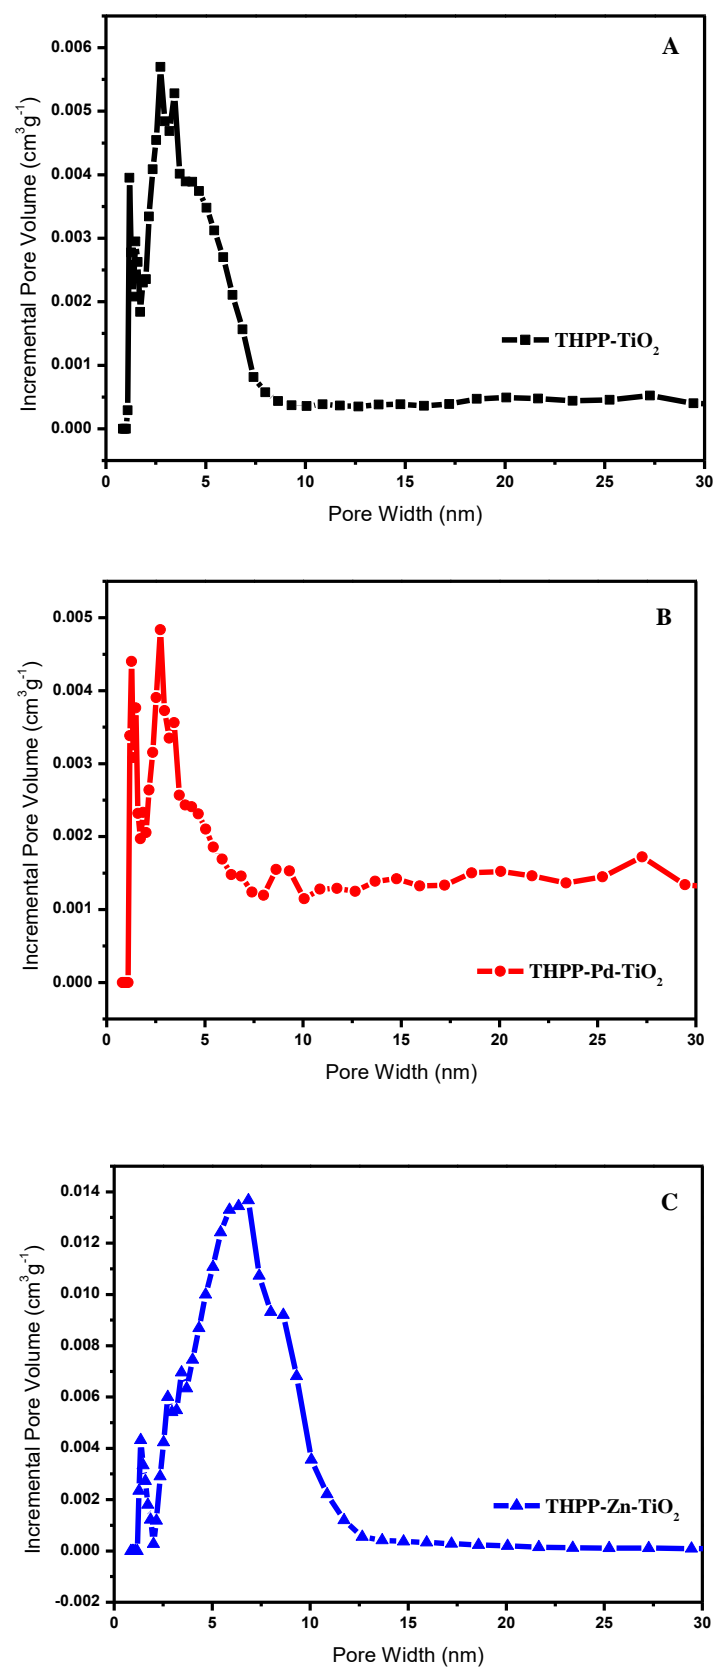 A
0.006
0.005
0.004
0.003
0.002
0.001
0.000
Incremental Pore Volume (cm³g⁻¹)
THPP-TiO₂
0 5 10 15 20 25 30
Pore Width (nm)
B
0.005
0.004
0.003
0.002
0.001
0.000
Incremental Pore Volume (cm³g⁻¹)
THPP-Pd-TiO₂
0 5 10 15 20 25 30
Pore Width (nm)
C
0.014
0.012
0.010
0.008
0.006
0.004
0.002
0.000
-0.002
Incremental Pore Volume (cm³g⁻¹)
THPP-Zn-TiO₂
0 5 10 15 20 25 30
Pore Width (nm)